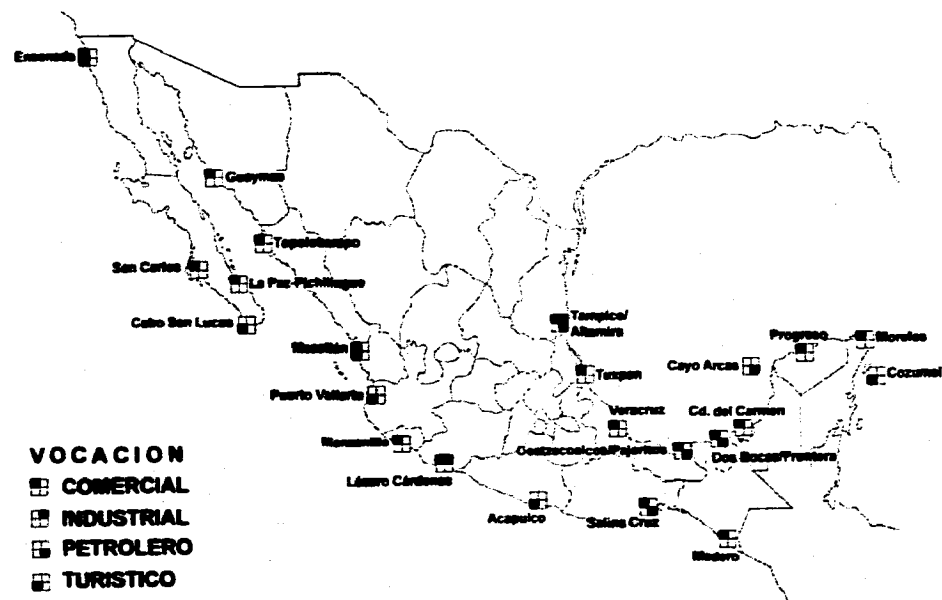 Ensenada
Guaymas
Topolobampo
San Carlos
La Paz-Pichilingue
Cabo San Lucas
Mazatlán
Puerto Vallarta
Manzanillo
Lázaro Cárdenas
Acapulco
Salina Cruz
Madero
Tampico/
Altamira
Tuxpan
Veracruz
Coatzacoalcos/Pajaritos
Dos Bocas/Frontera
Cd. del Carmen
Cayo Arcas
Progreso
Morelos
Cozumel
VOCACION
COMERCIAL
INDUSTRIAL
PETROLERO
TURISTICO